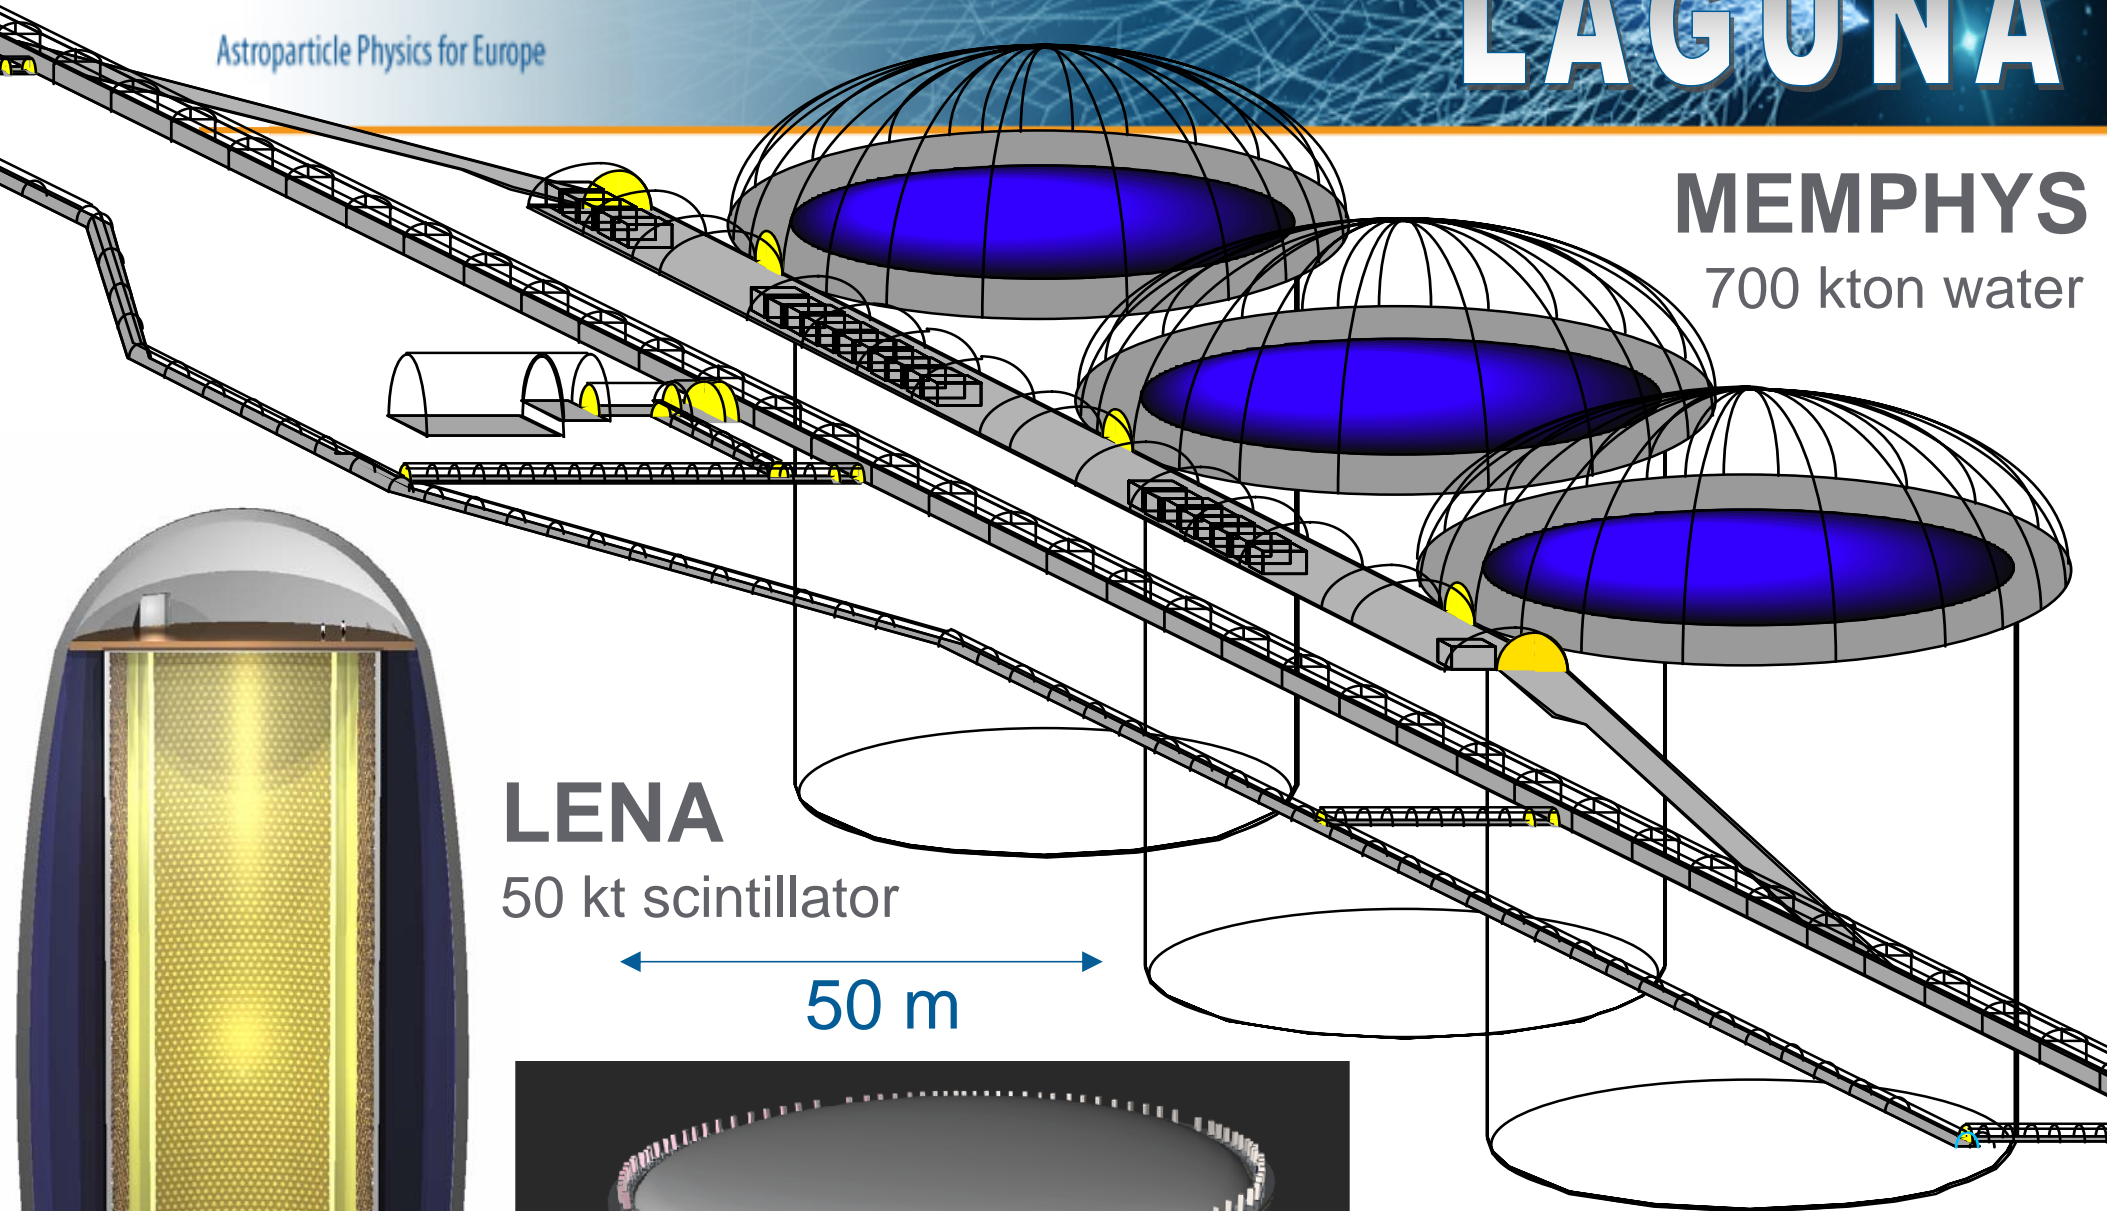 Astroparticle Physics for Europe
LAGUNA
MEMPHYS
700 kton water
LENA
50 kt scintillator
50 m